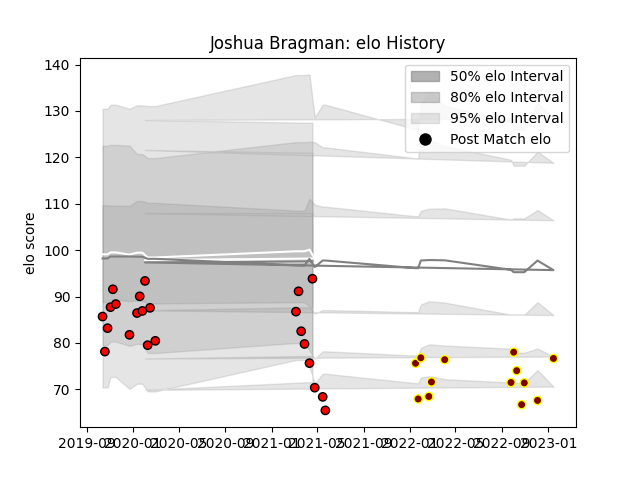 Joshua Bragman: elo History
140
130
120
110
100
90
80
70
elo score
50% elo Interval
80% elo Interval
95% elo Interval
Post Match elo
2019-09 2020-01 2020-05 2020-09 2021-01 2021-05 2021-09 2022-01 2022-05 2022-09 2023-01